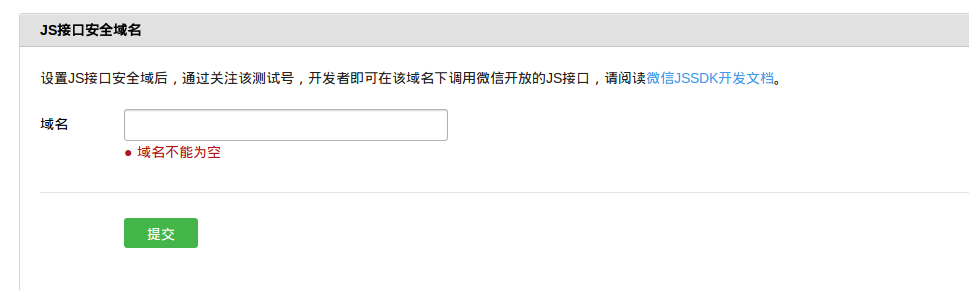 JS接口安全域名
设置JS接口安全域后，通过关注该测试号，开发者即可在该域名下调用微信开放的JS接口，请阅读微信JSSDK开发文档。
域名
● 域名不能为空
提交